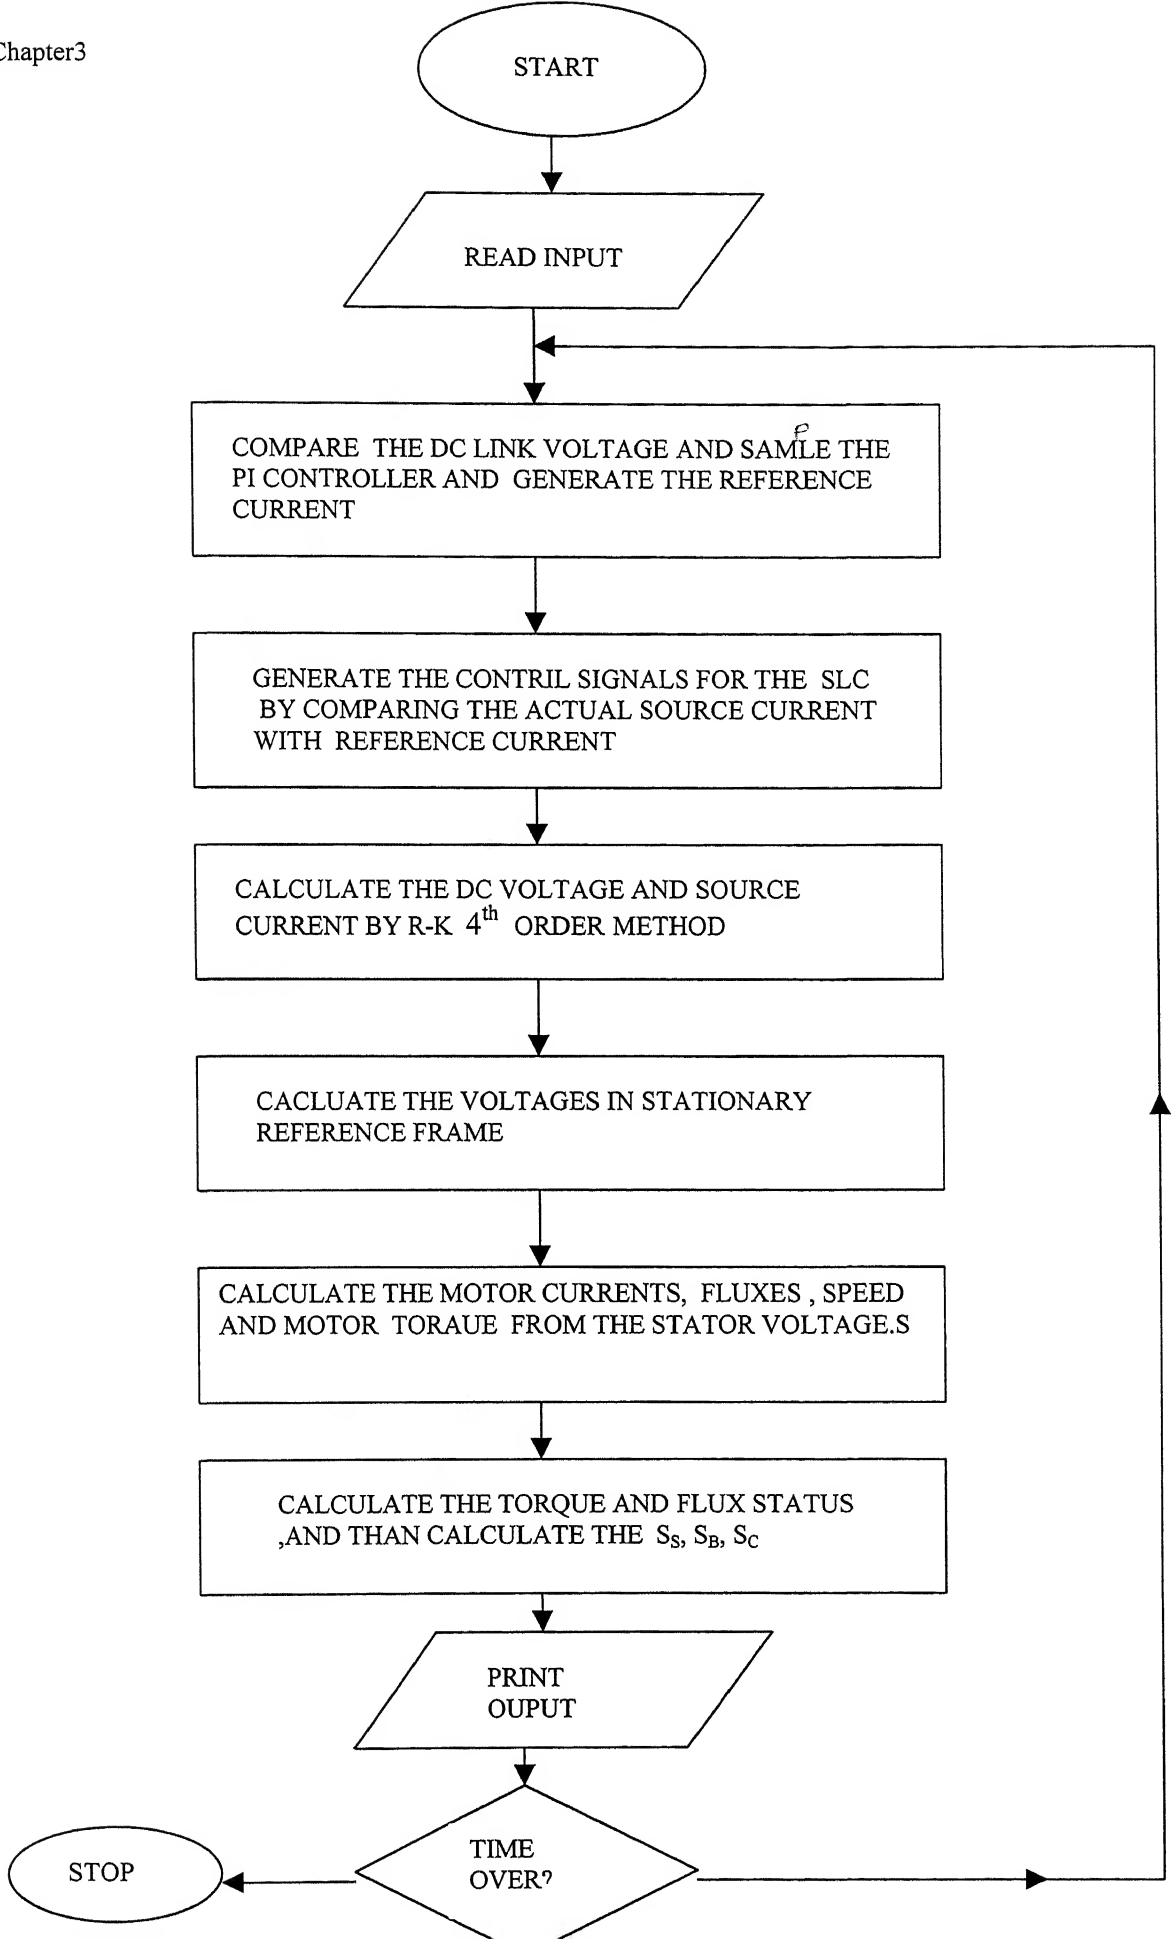 Chapter3
START
READ INPUT
COMPARE THE DC LINK VOLTAGE AND SAMLE THE
P
PI CONTROLLER AND GENERATE THE REFERENCE
CURRENT
GENERATE THE CONTRIL SIGNALS FOR THE SLC
BY COMPARING THE ACTUAL SOURCE CURRENT
WITH REFERENCE CURRENT
CALCULATE THE DC VOLTAGE AND SOURCE
CURRENT BY R-K 4th ORDER METHOD
CACLUATE THE VOLTAGES IN STATIONARY
REFERENCE FRAME
CALCULATE THE MOTOR CURRENTS, FLUXES , SPEED
AND MOTOR TORAUE FROM THE STATOR VOLTAGE.S
CALCULATE THE TORQUE AND FLUX STATUS
,AND THAN CALCULATE THE SS, SB, SC
PRINT
OUPUT
TIME
OVER?
STOP